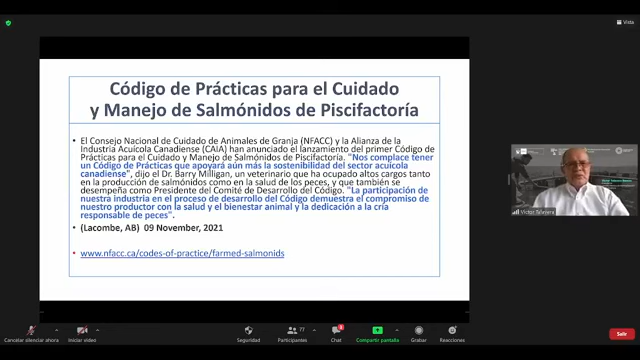 Vista
Código de Prácticas para el Cuidado
y Manejo de Salmónidos de Piscifactoría
• El Consejo Nacional de Cuidado de Animales de Granja (NFACC) y la Alianza de la
Industria Acuícola Canadiense (CAIA) han anunciado el lanzamiento del primer Código de
Prácticas para el Cuidado y Manejo de Salmónidos de Piscifactoría. "Nos complace tener
un Código de Prácticas que apoyará aún más la sostenibilidad del sector acuícola
canadiense", dijo el Dr. Barry Milligan, un veterinario que ha ocupado altos cargos tanto
en la producción de salmónidos como en la salud de los peces, y que también se
desempeña como Presidente del Comité de Desarrollo del Código. "La participación de
nuestra industria en el proceso de desarrollo del Código demuestra el compromiso de
nuestro productor con la salud y el bienestar animal y la dedicación a la cría
responsable de peces".
• (Lacombe, AB) 09 November, 2021
• www.nfacc.ca/codes-of-practice/farmed-salmonids
Cancelar silenciar ahora
Iniciar video
Seguridad
77
Participantes
Chat
Compartir pantalla
Grabar
Reacciones
Salir